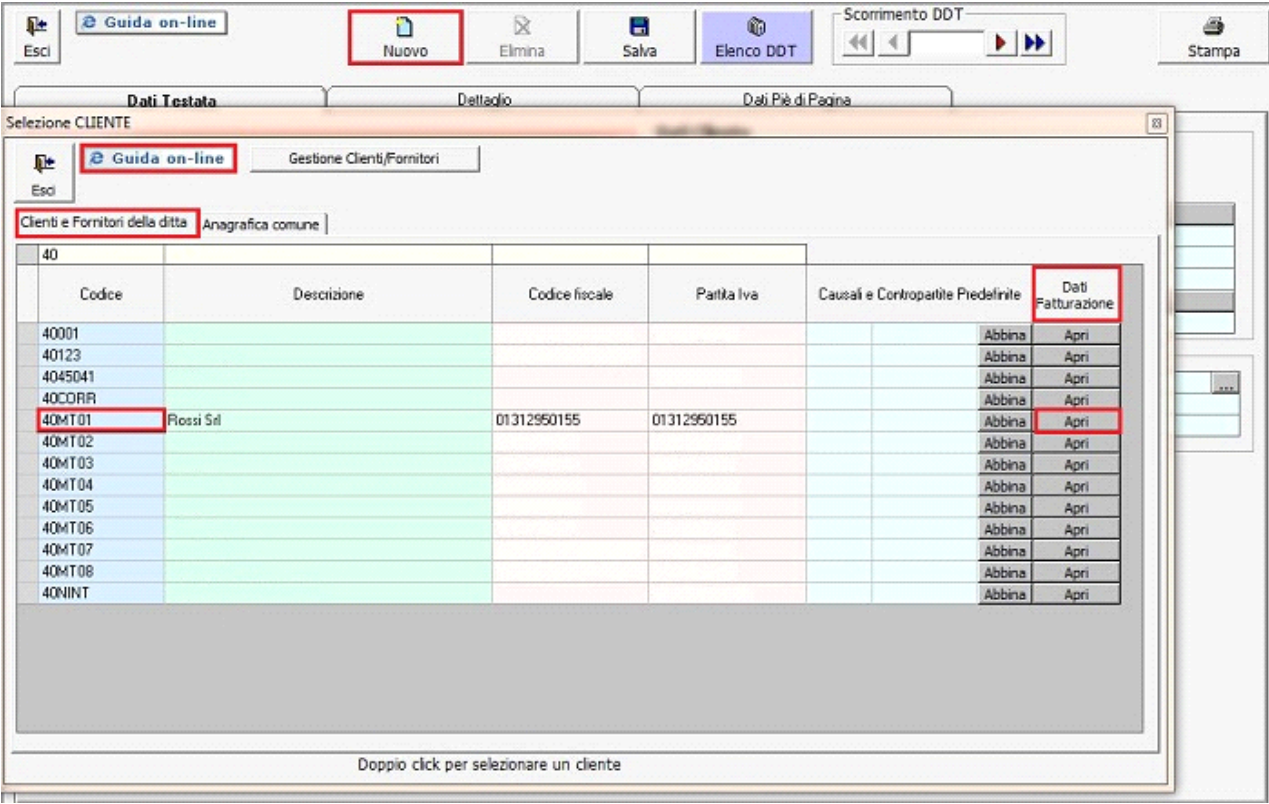 Esci
Guida on-line
Nuovo
Elimina
Salva
Elenco DDT
Scorrimento DDT
Stampa
Dati Testata
Dettaglio
Dati Piè di Pagina
Selezione CLIENTE
Esci
Guida on-line
Gestione Clienti/Fornitori
Clienti e Fornitori della ditta
Anagrafica comune
40
Codice Descrizione Codice fiscale Partita Iva Causali e Contropartite Predefinite Dati Fatturazione
40001 Abbina Apri
40123 Abbina Apri
4045041 Abbina Apri
40CORR Abbina Apri
40MT01 Rossi Srl 01312950155 01312950155 Abbina Apri
40MT02 Abbina Apri
40MT03 Abbina Apri
40MT04 Abbina Apri
40MT05 Abbina Apri
40MT06 Abbina Apri
40MT07 Abbina Apri
40MT08 Abbina Apri
40NINT Abbina Apri
...
Doppio click per selezionare un cliente